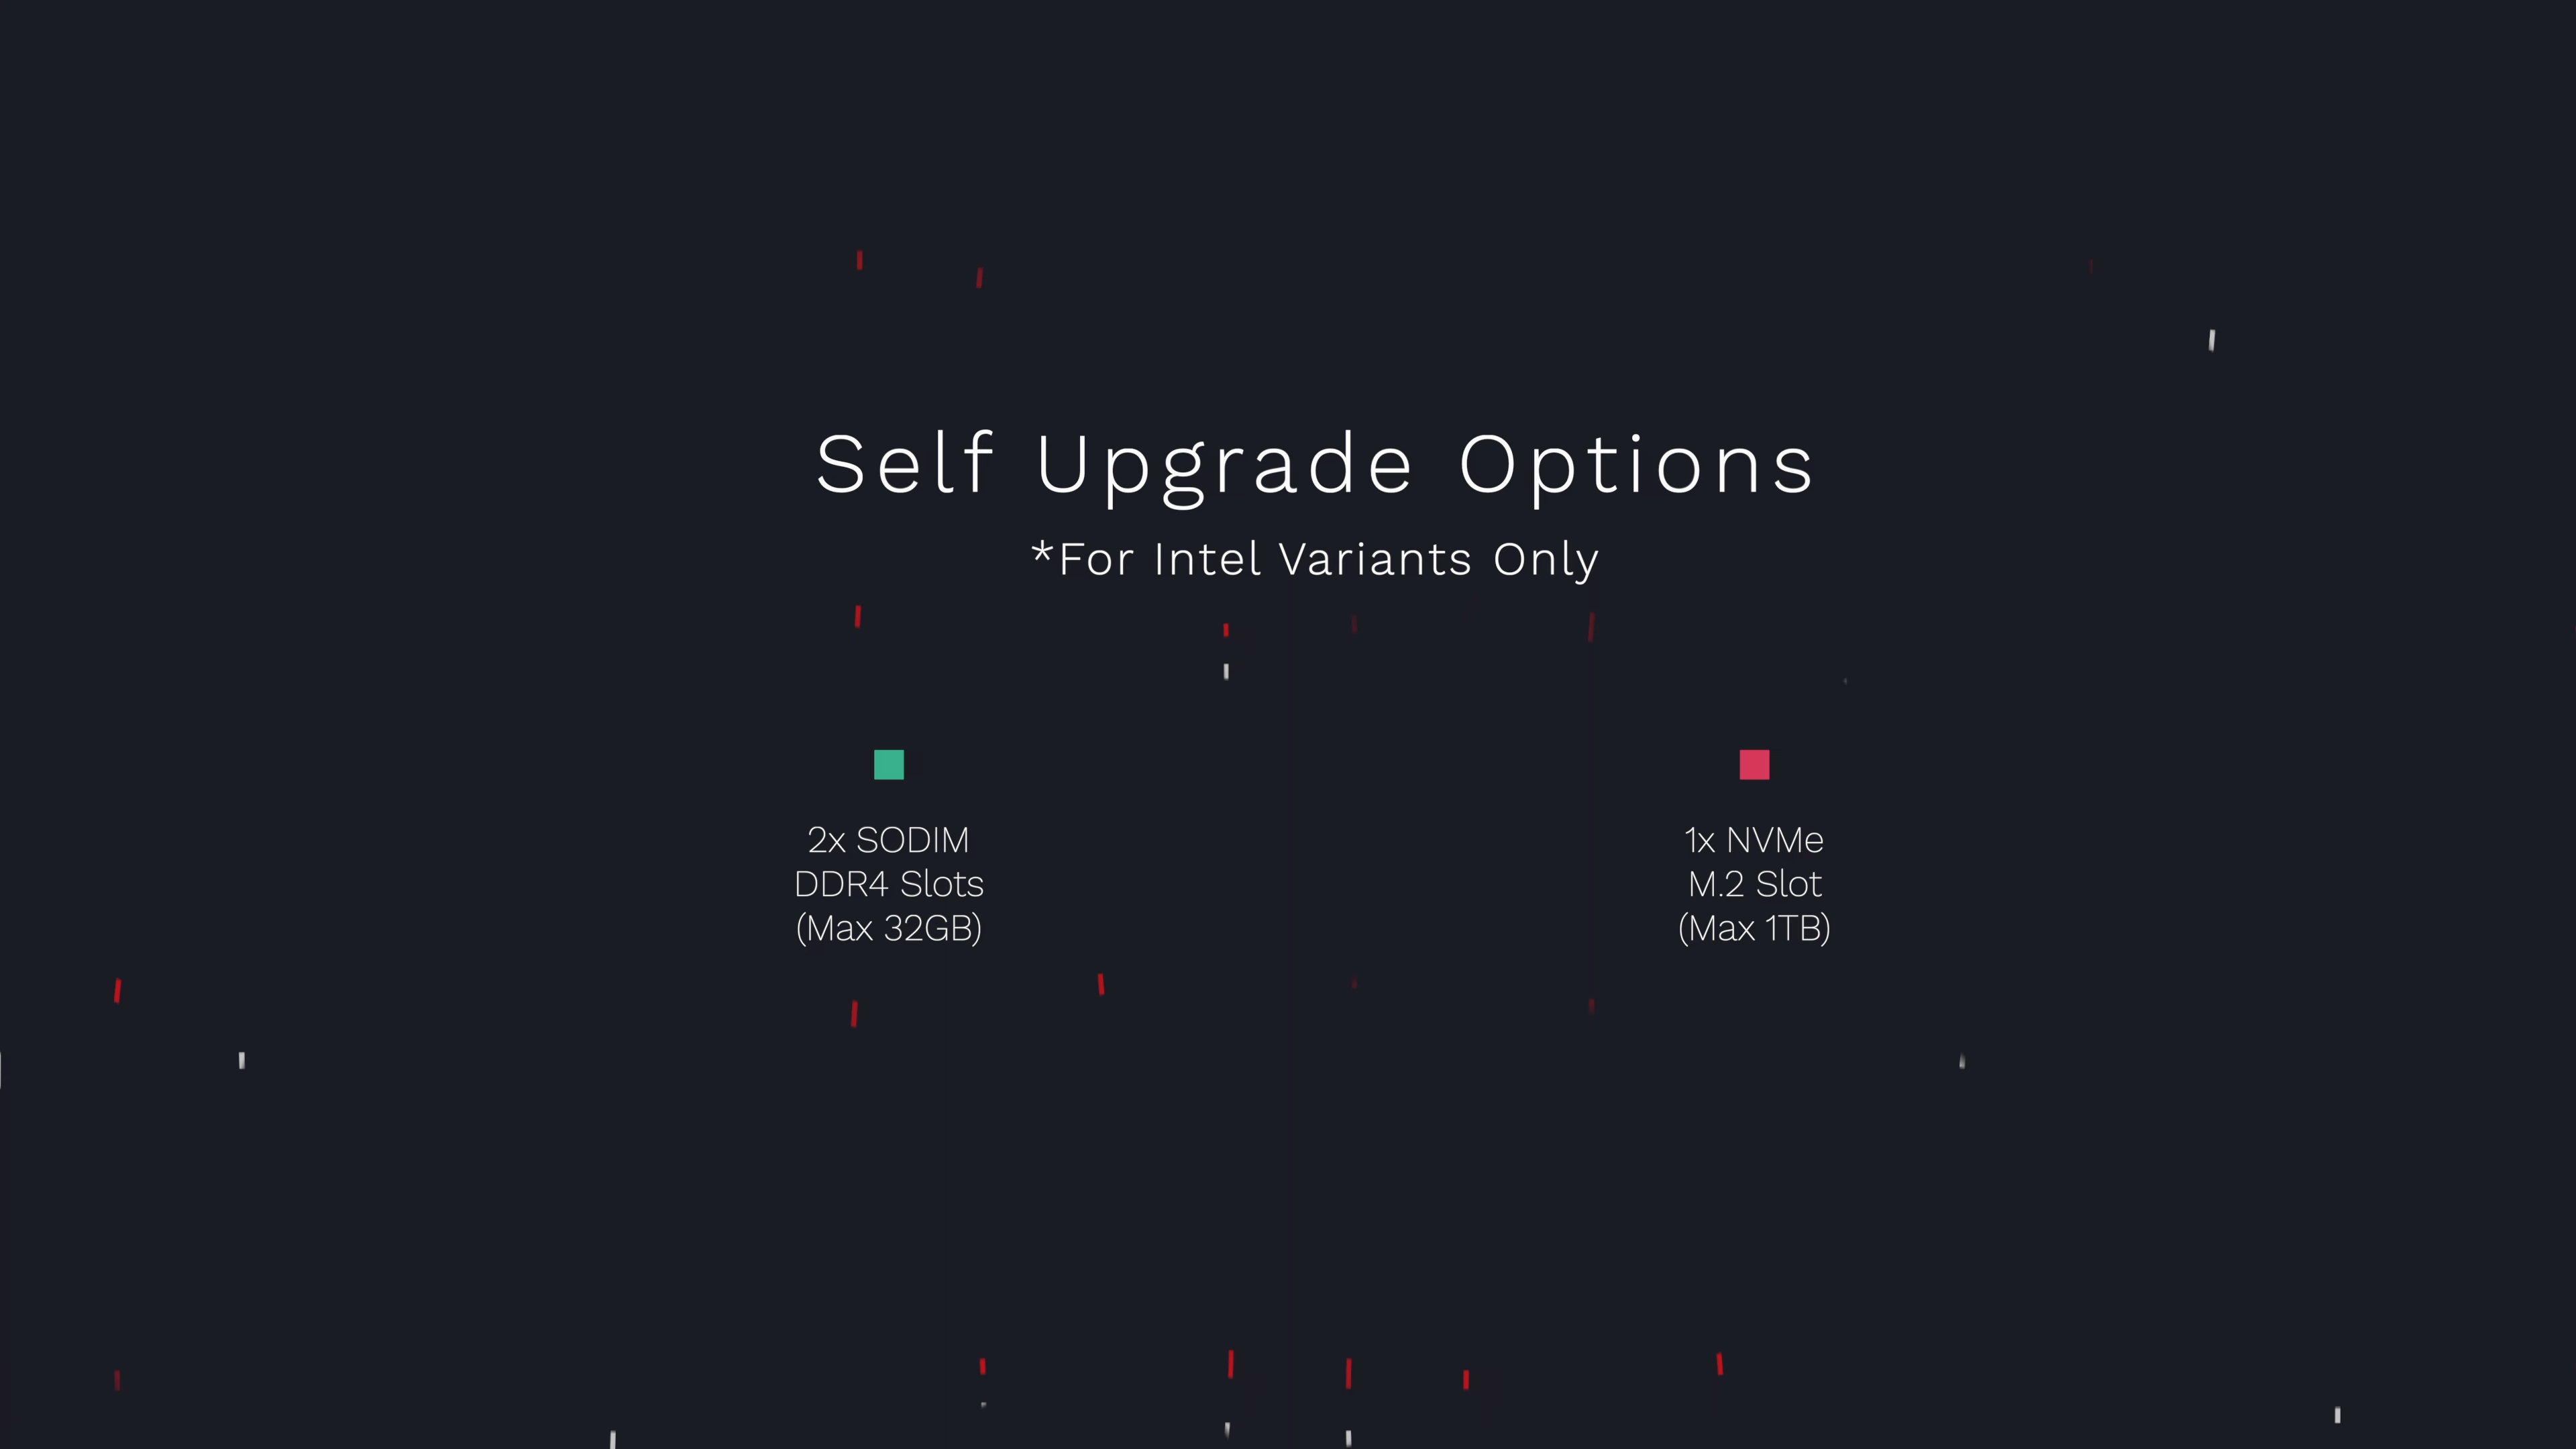 Self Upgrade Options
*For Intel Variants Only
2x SODIM
DDR4 Slots
(Max 32GB)
1x NVMe
M.2 Slot
(Max 1TB)